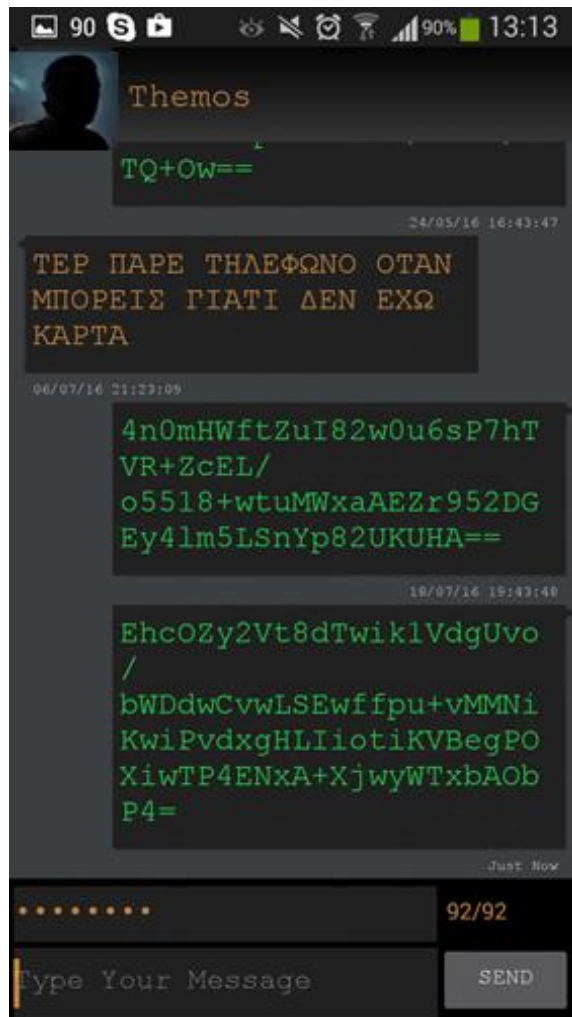 90
90%
13:13
Themos
TQ+Ow==
24/05/16 16:43:47
ΤΕΡ ΠΑΡΕ ΤΗΛΕΦΩΝΟ ΟΤΑΝ
ΜΠΟΡΕΙΣ ΓΙΑΤΙ ΔΕΝ ΕΧΩ
ΚΑΡΤΑ
06/07/16 21:23:09
4n0mHWftZuI82w0u6sP7hT
VR+ZcEL/
o5518+wtuMWxaAEZr952DG
Ey4lm5LSnYp82UKUHA==
18/07/16 19:43:48
EhcOZy2Vt8dTwik1VdgUvo
/
bWDdwCvwLSEwffpu+vMMNi
KwiPvdxgHLIiotiKVBegPO
XiwTP4ENxA+XjwyWTxbAOb
P4=
Just Now
92/92
Type Your Message
SEND